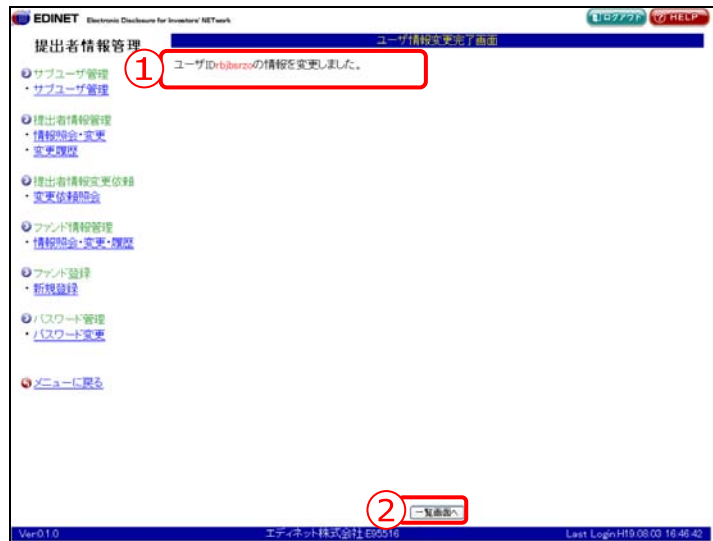 EDINET Electronic Disclosure for Investors' NETwork
ログアウト
HELP
提出者情報管理
ユーザ情報変更完了画面
①
ユーザIDrbjbsrzoの情報を変更しました。
サブユーザ管理
・サブユーザ管理
提出者情報管理
・情報照会・変更
・変更履歴
提出者情報変更依頼
・変更依頼照会
ファンド情報管理
・情報照会・変更・履歴
ファンド登録
・新規登録
パスワード管理
・パスワード変更
メニューに戻る
②
一覧画面へ
Ver0.1.0
エディネット株式会社 E95516
Last Login H19.08.03 16:46:42